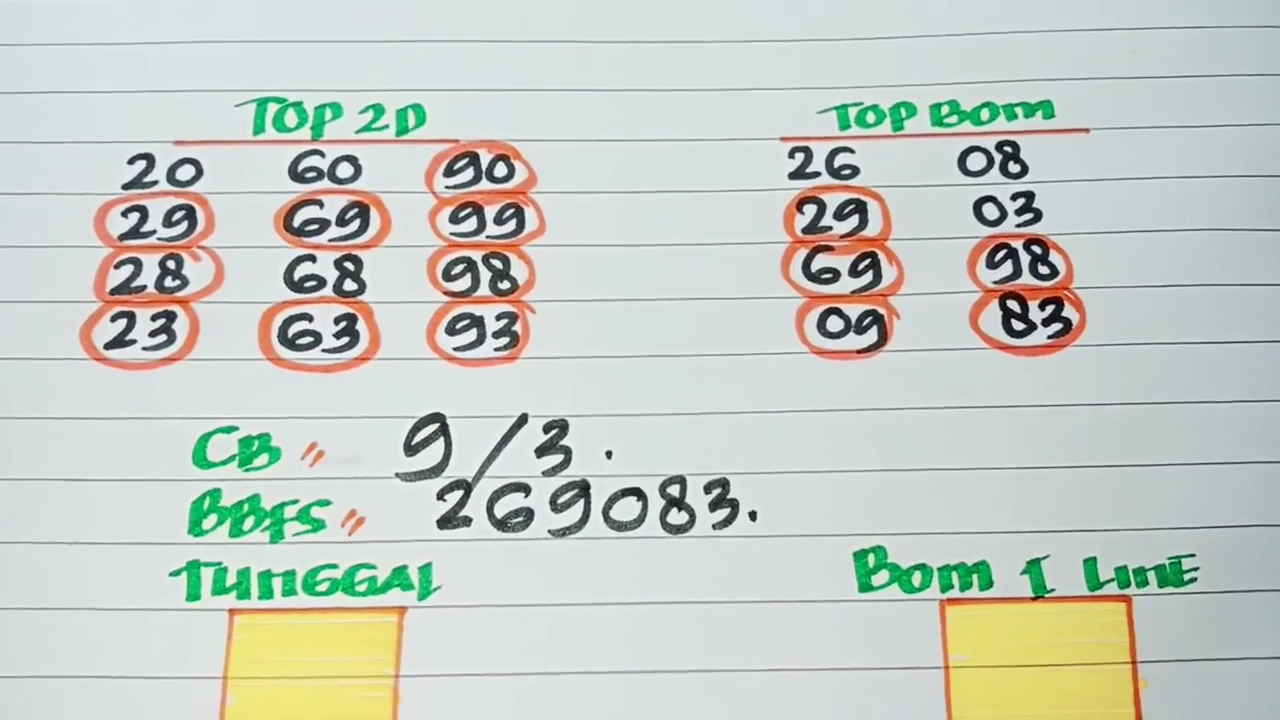 TOP 2D
20 60 90
29 69 99
28 68 98
23 63 93
TOP BOM
26 08
29 03
69 98
09 83
CB " 9/3.
BBFS " 269083.
TUNGGAL
BOM 1 LINE